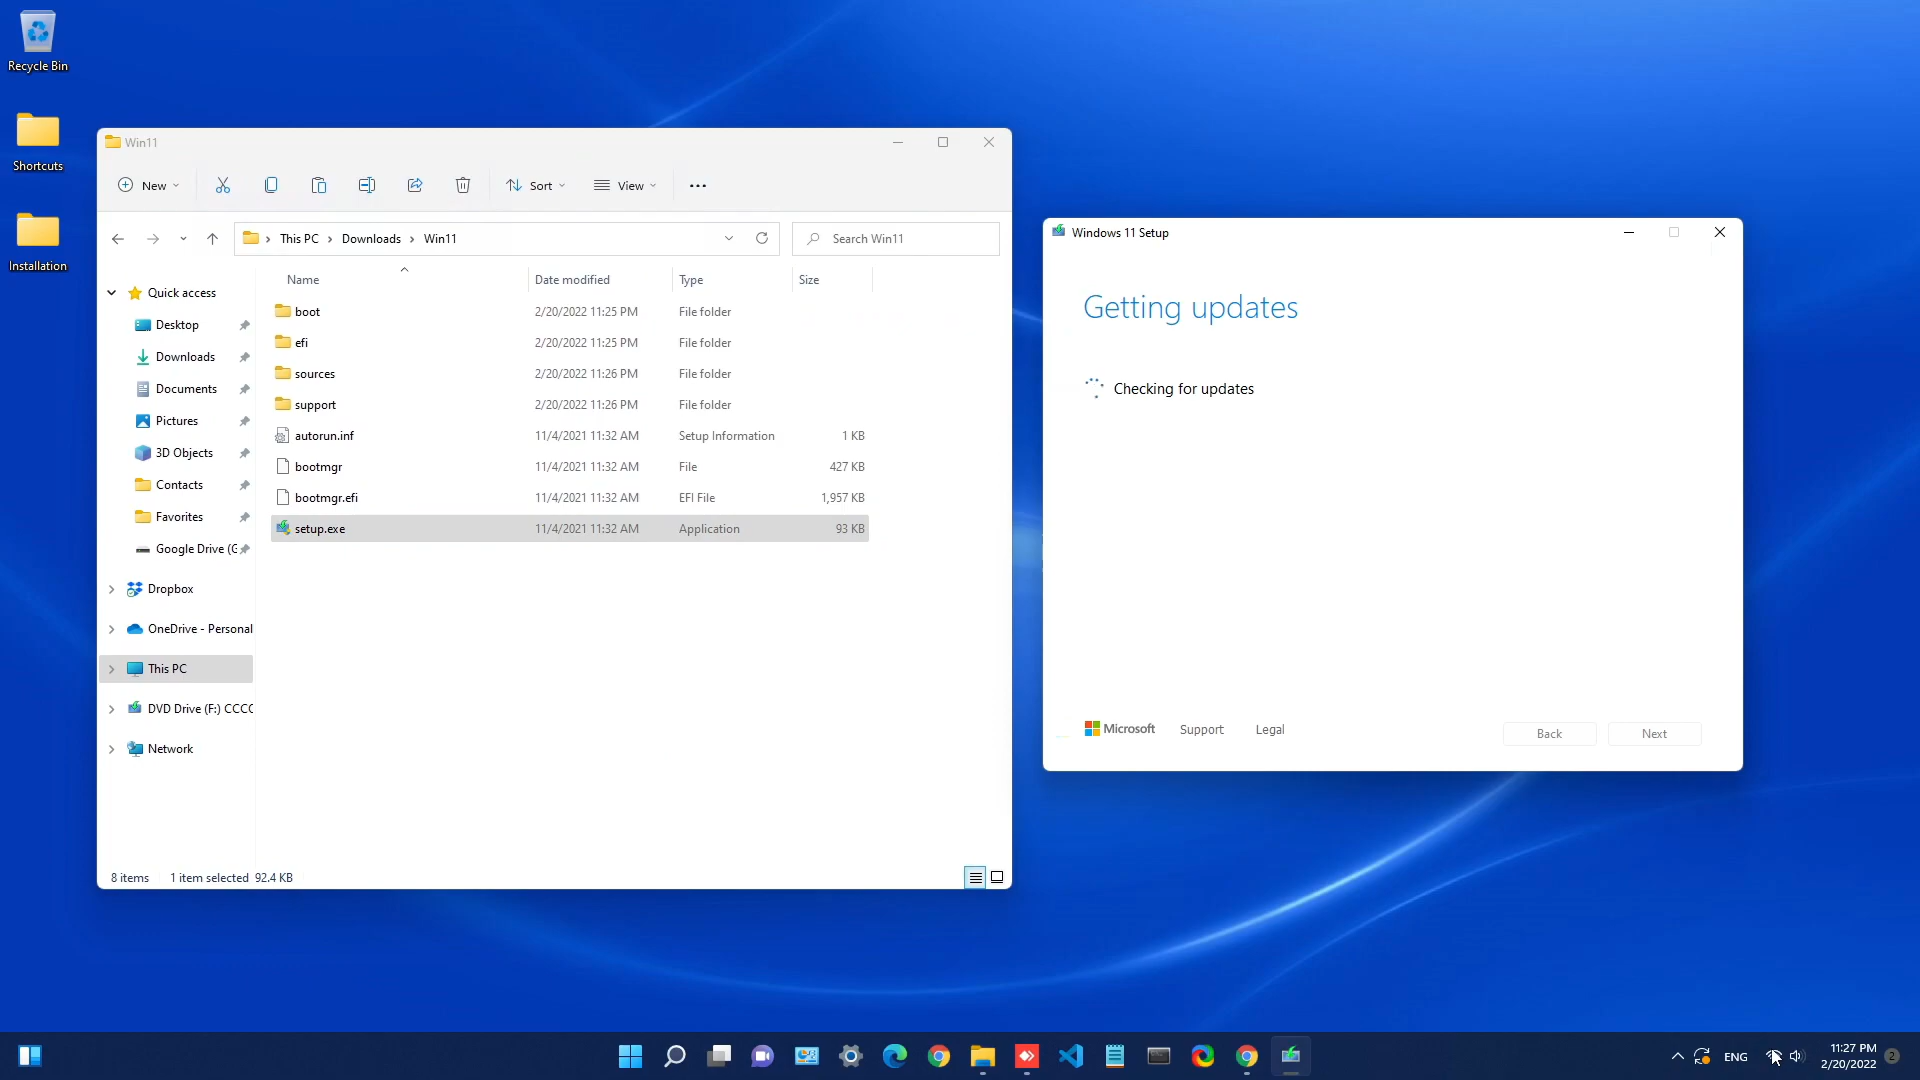 Recycle Bin
Shortcuts
Installation
Win11
New
Sort
View
This PC
Downloads
Win11
Search Win11
Name
Date modified
Type
Size
Quick access
Desktop
Downloads
Documents
Pictures
3D Objects
Contacts
Favorites
Google Drive (G
Dropbox
OneDrive - Personal
This PC
DVD Drive (F:) CCCC
Network
boot 2/20/2022 11:25 PM File folder
efi 2/20/2022 11:25 PM File folder
sources 2/20/2022 11:26 PM File folder
support 2/20/2022 11:26 PM File folder
autorun.inf 11/4/2021 11:32 AM Setup Information 1 KB
bootmgr 11/4/2021 11:32 AM File 427 KB
bootmgr.efi 11/4/2021 11:32 AM EFI File 1,957 KB
setup.exe 11/4/2021 11:32 AM Application 93 KB
8 items 1 item selected 92.4 KB
Windows 11 Setup
Getting updates
Checking for updates
Microsoft
Support
Legal
Back
Next
ENG
11:27 PM
2/20/2022
2